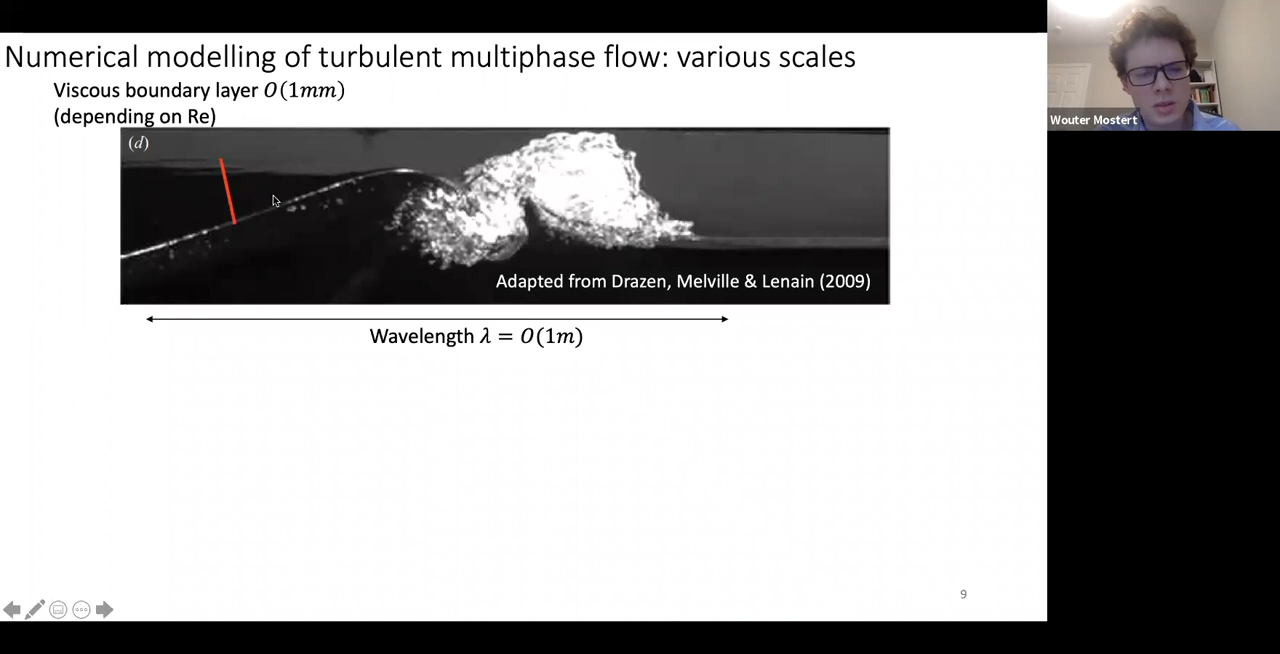 Numerical modelling of turbulent multiphase flow: various scales
Viscous boundary layer O(1mm)
(depending on Re)
(d)
Adapted from Drazen, Melville & Lenain (2009)
Wavelength λ = O(1m)
9
Wouter Mostert